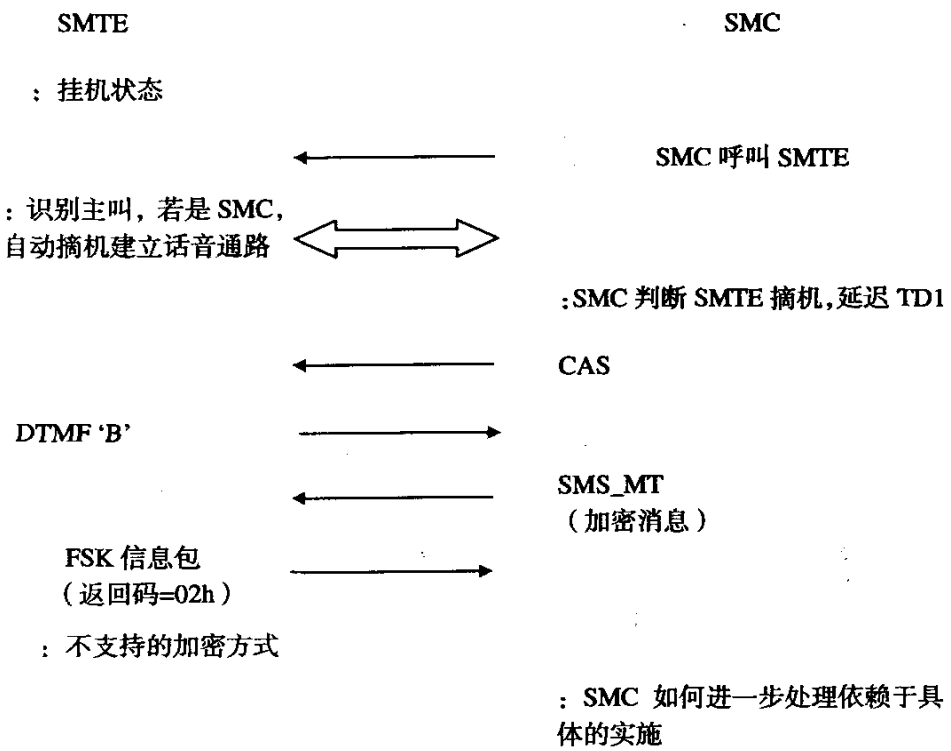 SMTE
SMC
：挂机状态
SMC 呼叫 SMTE
：识别主叫，若是 SMC，
自动摘机建立话音通路
:SMC 判断 SMTE 摘机,延迟 TD1
CAS
DTMF ‘B’
SMS_MT
（加密消息）
FSK 信息包
（返回码=02h）
：不支持的加密方式
：SMC 如何进一步处理依赖于具
体的实施